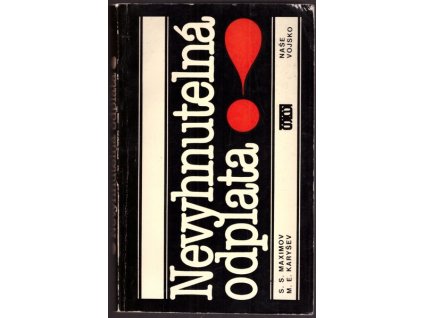 Nevyhnutelná
odplata
S. S. MAXIMOV
M. E. KARYŠEV
NAŠE
VOJSKO